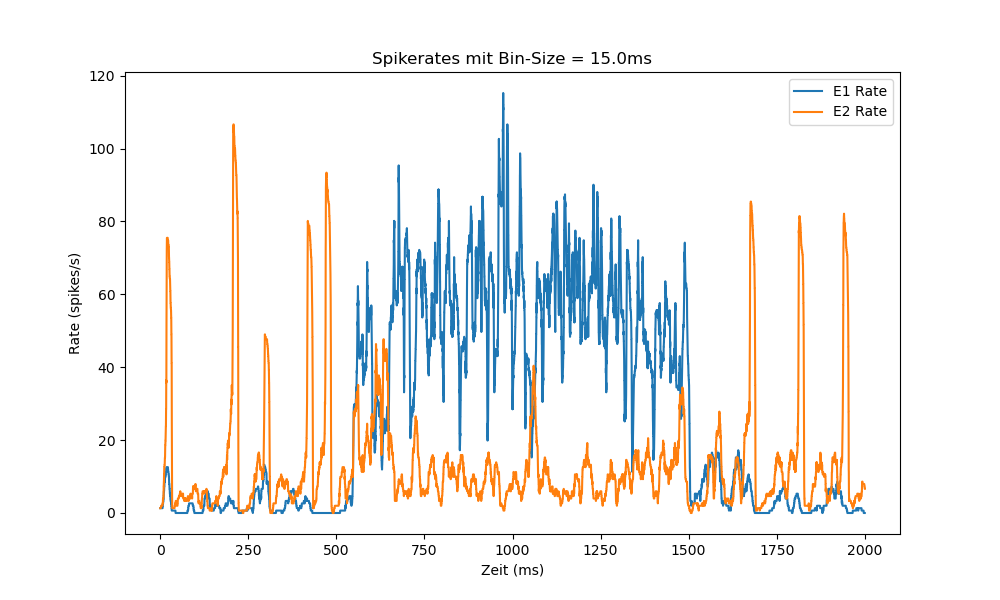 Spikerates mit Bin-Size = 15.0ms
120
100
80
60
40
20
0
Rate (spikes/s)
E1 Rate
E2 Rate
0 250 500 750 1000 1250 1500 1750 2000
Zeit (ms)